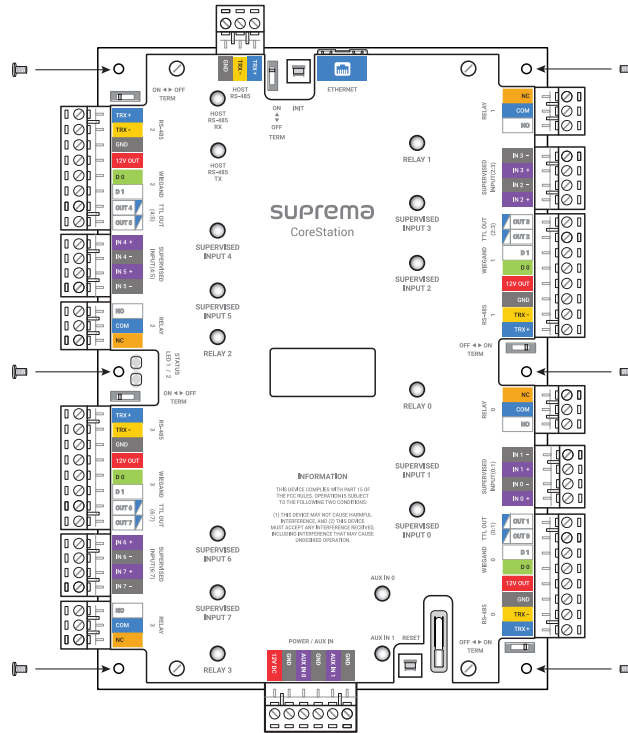 GND
TRX -
TRX +
HOST
RS-485
ON
OFF
TERM
INIT
ETHERNET
ON ◄► OFF
TERM
HOST
RS-485
RX
HOST
RS-485
TX
TRX +
TRX -
GND
12V OUT
D 0
D 1
OUT 4
OUT 5
RS-485
2
WIEGAND
2
TTL OUT
(4:5)
IN 4 +
IN 4 -
IN 5 +
IN 5 -
SUPERVISED
INPUT(4:5)
NO
COM
NC
RELAY
2
STATUS
LED 1 / 2
ON ◄► OFF
TERM
TRX +
TRX -
GND
12V OUT
D 0
D 1
OUT 6
OUT 7
RS-485
3
WIEGAND
3
TTL OUT
(6:7)
IN 6 +
IN 6 -
IN 7 +
IN 7 -
SUPERVISED
INPUT(6:7)
NO
COM
NC
RELAY
3
suprema
CoreStation
SUPERVISED
INPUT 4
SUPERVISED
INPUT 5
RELAY 2
RELAY 1
SUPERVISED
INPUT 3
SUPERVISED
INPUT 2
RELAY 0
SUPERVISED
INPUT 1
SUPERVISED
INPUT 0
INFORMATION
THIS DEVICE COMPLIES WITH PART 15 OF
THE FCC RULES. OPERATION IS SUBJECT
TO THE FOLLOWING TWO CONDITIONS:
(1) THIS DEVICE MAY NOT CAUSE HARMFUL
INTERFERENCE, AND (2) THIS DEVICE
MUST ACCEPT ANY INTERFERENCE RECEIVED,
INCLUDING INTERFERENCE THAT MAY CAUSE
UNDESIRED OPERATION.
SUPERVISED
INPUT 6
SUPERVISED
INPUT 7
RELAY 3
AUX IN 0
AUX IN 1
RESET
POWER / AUX IN
12V DC
GND
AUX IN 0
GND
AUX IN 1
GND
RELAY
1
NC
COM
NO
SUPERVISED
INPUT(2:3)
IN 3 -
IN 3 +
IN 2 -
IN 2 +
TTL OUT
(2:3)
WIEGAND
1
RS-485
1
OUT 3
OUT 2
D 1
D 0
12V OUT
GND
TRX -
TRX +
OFF ◄► ON
TERM
RELAY
0
NC
COM
NO
SUPERVISED
INPUT(0:1)
IN 1 -
IN 1 +
IN 0 -
IN 0 +
TTL OUT
(0:1)
WIEGAND
0
RS-485
0
OUT 1
OUT 0
D 1
D 0
12V OUT
GND
TRX -
TRX +
OFF ◄► ON
TERM